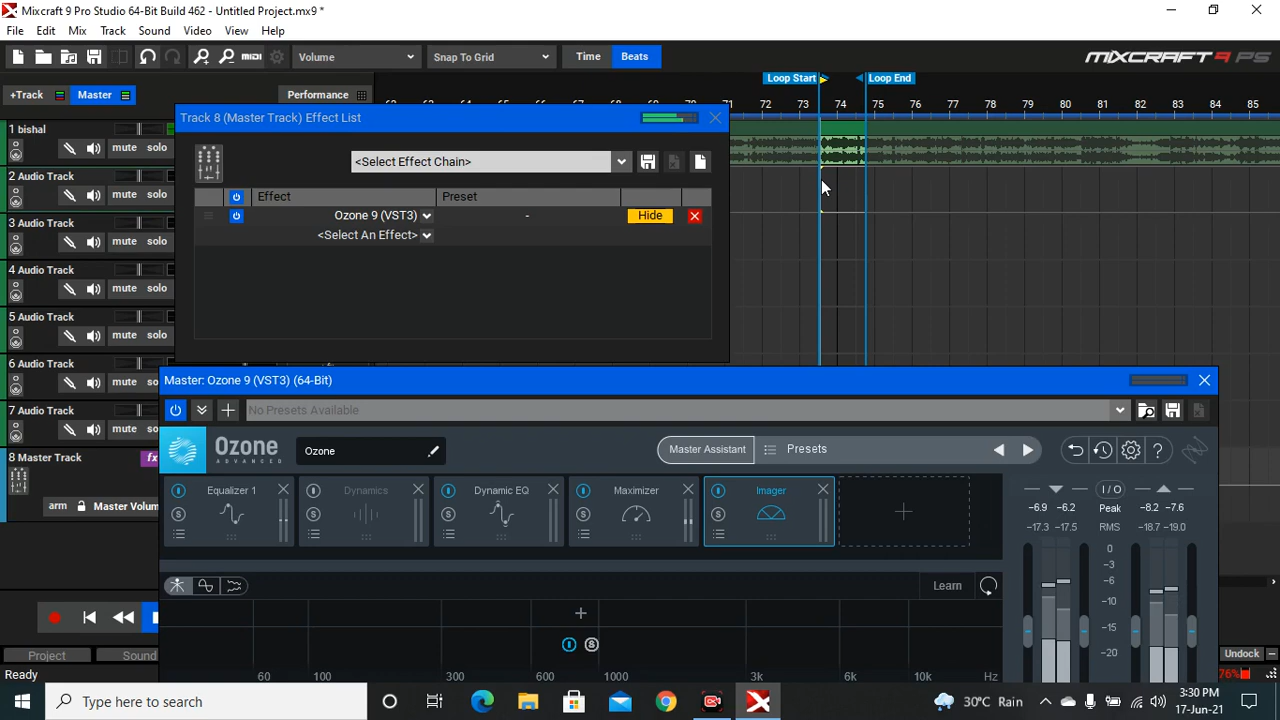 Mixcraft 9 Pro Studio 64-Bit Build 462 - Untitled Project.mx9 *
File Edit Mix Track Sound Video View Help
MIDI Volume Snap To Grid Time Beats MIXCRAFT 9 PS
Loop Start Loop End
+Track Master Performance
72 73 74 75 76 77 78 79 80 81 82 83 84 85
Track 8 (Master Track) Effect List
1 bishal
mute solo
<Select Effect Chain>
2 Audio Track
mute solo
Effect Preset
Ozone 9 (VST3) - Hide
<Select An Effect>
3 Audio Track
mute solo
4 Audio Track
mute solo
5 Audio Track
mute solo
6 Audio Track
mute solo
7 Audio Track
mute solo
8 Master Track fx
arm Master Volum
Master: Ozone 9 (VST3) (64-Bit)
No Presets Available
Ozone
ADVANCED
Ozone
Master Assistant Presets
Equalizer 1 Dynamics Dynamic EQ Maximizer Imager
I/O
-6.9 -6.2 Peak -8.2 -7.6
-17.3 -17.5 RMS -18.7 -19.0
0
-3
-6
-10
-15
-20
Learn
60 100 300 600 1000 3k 6k 10k Hz
Project Sound
Undock
Ready
76%
Type here to search
30°C Rain
3:30 PM
17-Jun-21